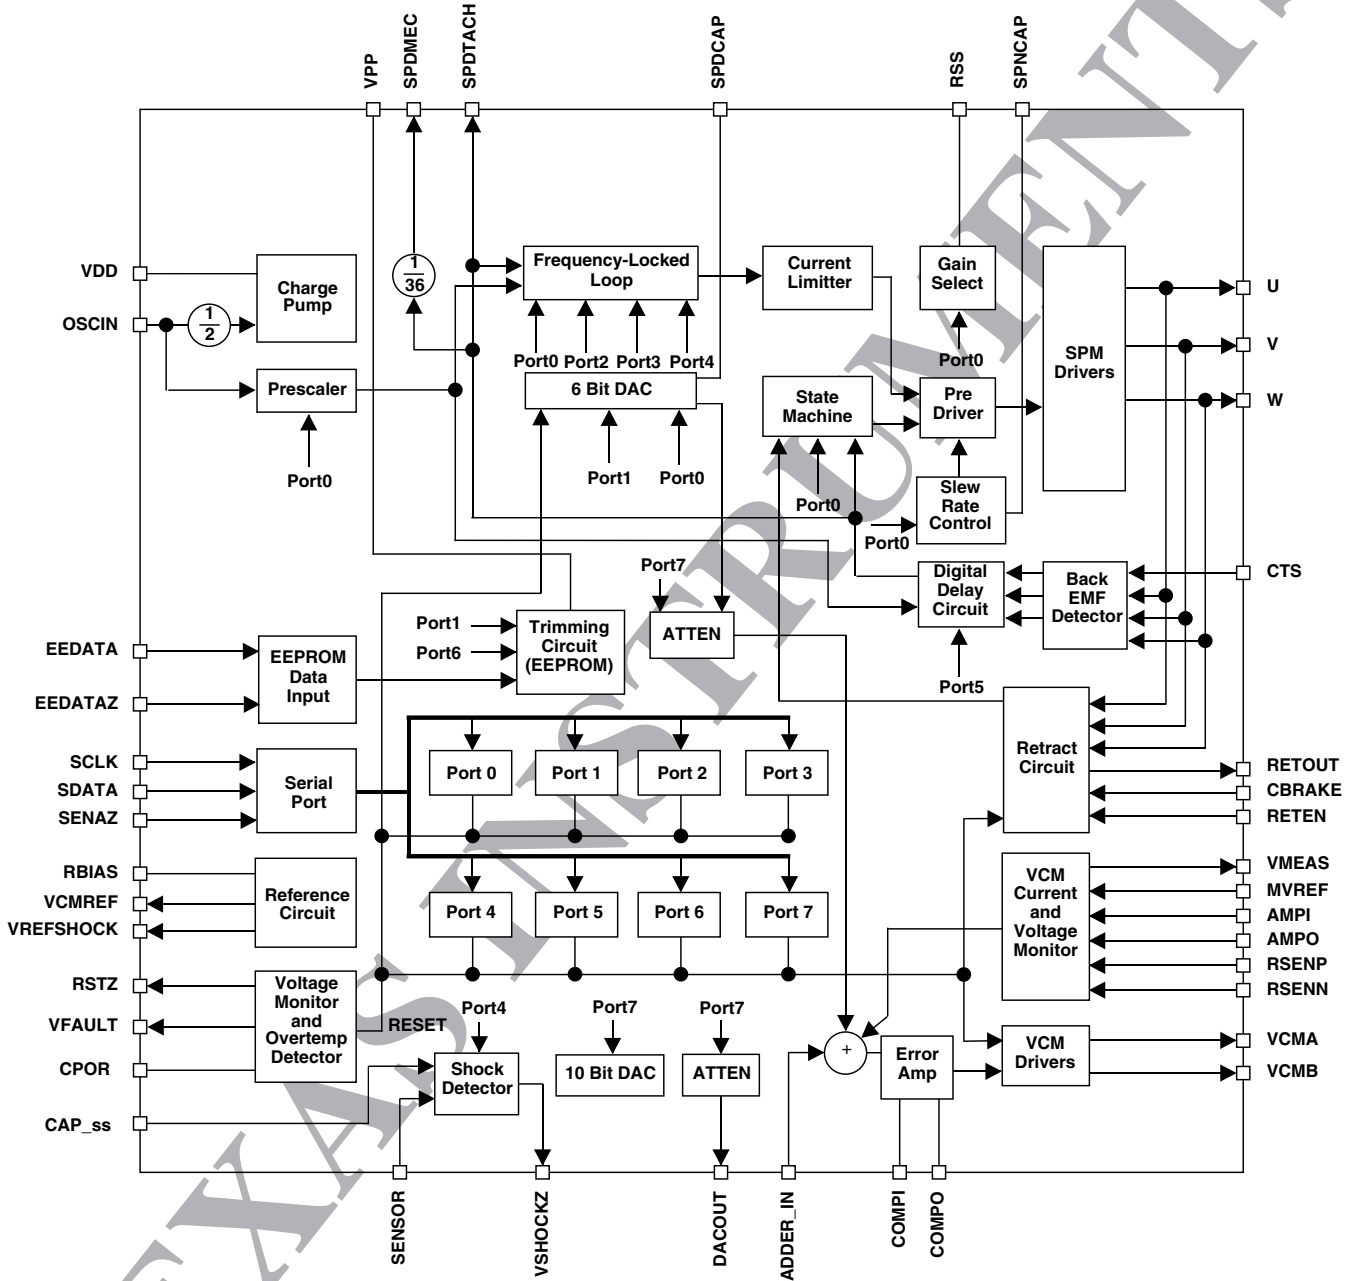 VPP
SPDMEC
SPDTACH
SPDCAP
RSS
SPNCAP
VDD
OSCIN
1
2
Charge
Pump
1
36
Frequency-Locked
Loop
Current
Limitter
Gain
Select
SPM
Drivers
U
V
W
Port0
Port2
Port3
Port4
Port0
Prescaler
Port0
6 Bit DAC
Port1
Port0
State
Machine
Port0
Pre
Driver
Slew
Rate
Control
Port0
Port7
ATTEN
Digital
Delay
Circuit
Port5
Back
EMF
Detector
CTS
EEDATA
EEDATAZ
EEPROM
Data
Input
Port1
Port6
Trimming
Circuit
(EEPROM)
SCLK
SDATA
SENAZ
Serial
Port
Port 0
Port 1
Port 2
Port 3
Retract
Circuit
RETOUT
CBRAKE
RETEN
RBIAS
VCMREF
VREFSHOCK
Reference
Circuit
Port 4
Port 5
Port 6
Port 7
VCM
Current
and
Voltage
Monitor
VMEAS
MVREF
AMPI
AMPO
RSENP
RSENN
RSTZ
VFAULT
CPOR
CAP_ss
Voltage
Monitor
and
Overtemp
Detector
RESET
Port4
Shock
Detector
Port7
10 Bit DAC
Port7
ATTEN
+
Error
Amp
VCM
Drivers
VCMA
VCMB
SENSOR
VSHOCKZ
DACOUT
ADDER_IN
COMPI
COMPO
EXAS INSTRUMENT